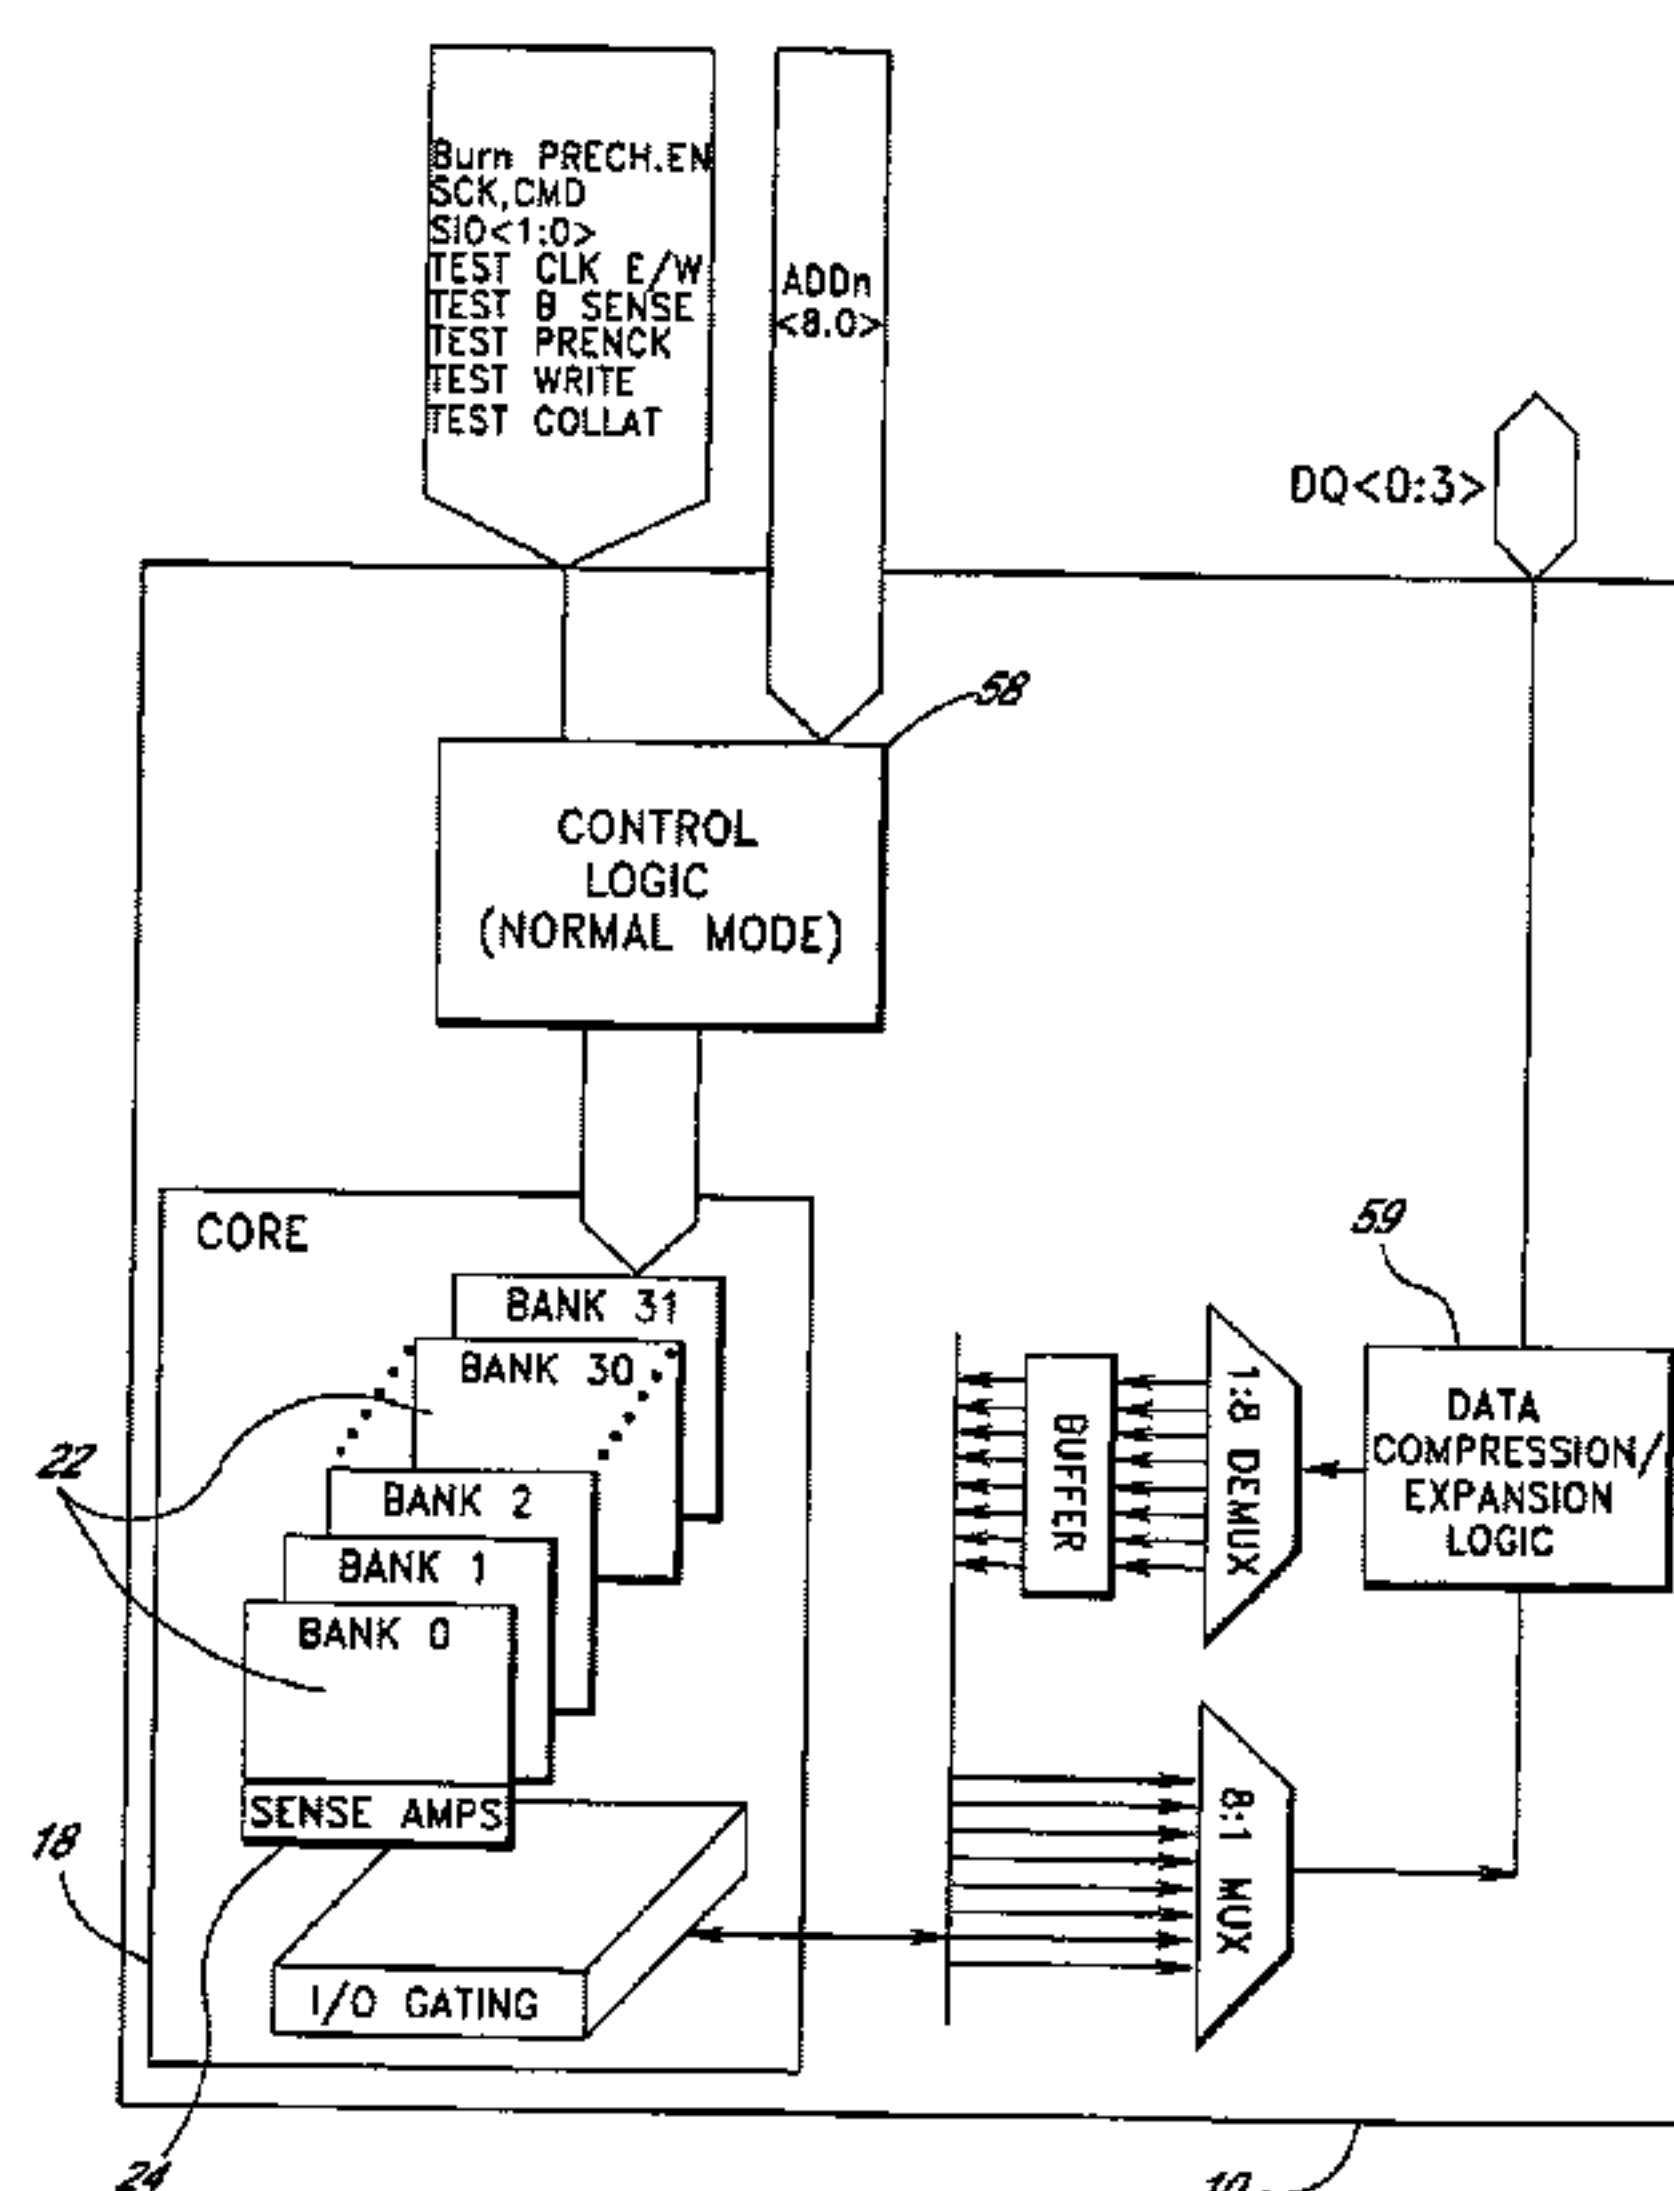 Burn PRECH.EN
SCK,CMD
SIO<1:0>
TEST CLK E/W
TEST B SENSE
TEST PRENCK
TEST WRITE
TEST COLLAT
ADDn
<8.0>
DQ<0:3>
58
CONTROL
LOGIC
(NORMAL MODE)
CORE
BANK 31
BANK 30
BANK 2
BANK 1
BANK 0
SENSE AMPS
I/O GATING
22
18
24
BUFFER
1:8 DEMUX
8:1 MUX
59
DATA
COMPRESSION/
EXPANSION
LOGIC
10